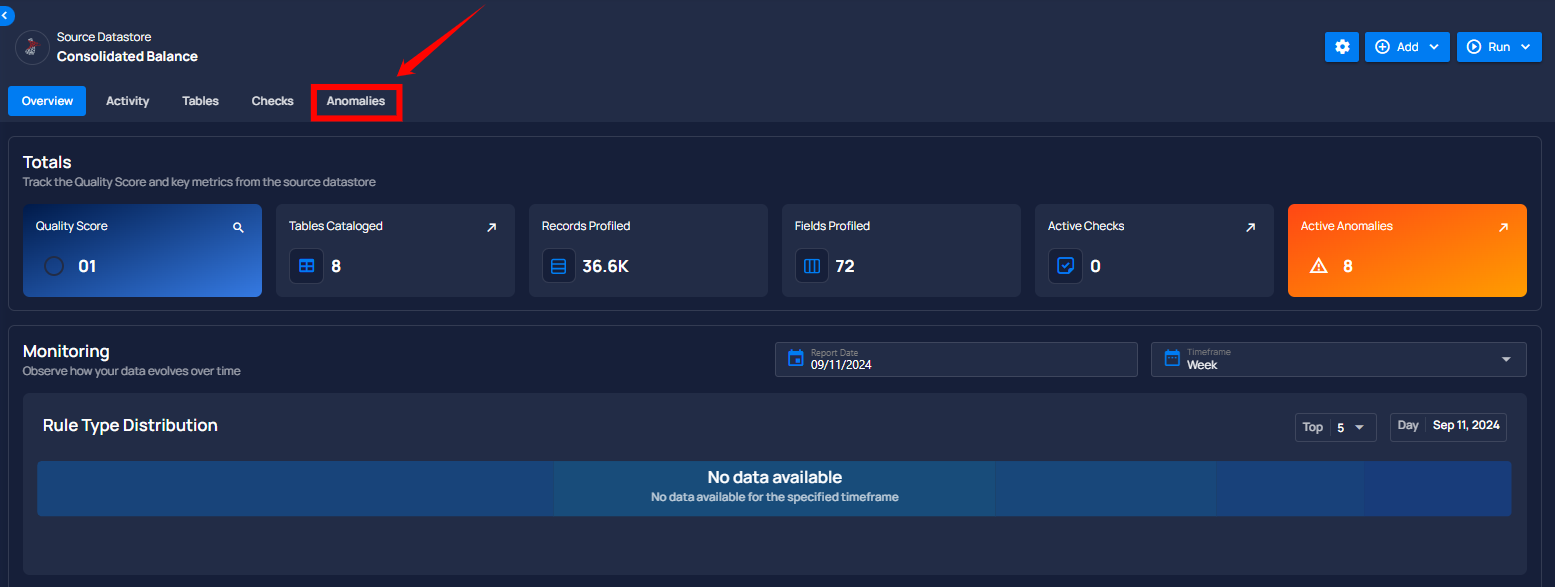 Source Datastore
Consolidated Balance
Add
Run
Overview
Activity
Tables
Checks
Anomalies
Totals
Track the Quality Score and key metrics from the source datastore
Quality Score
01
Tables Cataloged
8
Records Profiled
36.6K
Fields Profiled
72
Active Checks
0
Active Anomalies
8
Monitoring
Observe how your data evolves over time
Report Date
09/11/2024
Timeframe
Week
Rule Type Distribution
Top 5
Day Sep 11, 2024
No data available
No data available for the specified timeframe